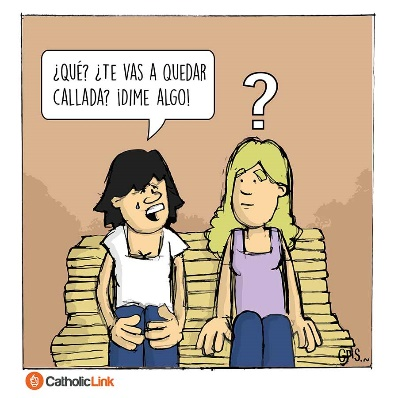 ¿QUÉ? ¿TE VAS A QUEDAR
CALLADA? ¡DIME ALGO!
?
CatholicLink